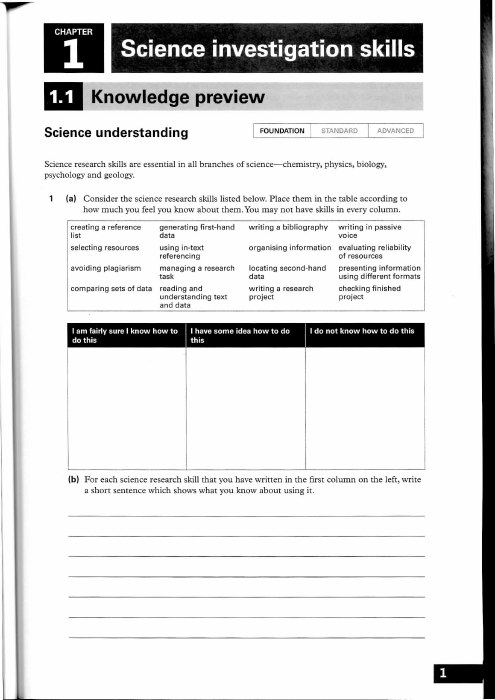 CHAPTER
1
Science investigation skills
1.1 Knowledge preview
Science understanding
FOUNDATION STANDARD ADVANCED
Science research skills are essential in all branches of science—chemistry, physics, biology,
psychology and geology.
1 (a) Consider the science research skills listed below. Place them in the table according to
how much you feel you know about them. You may not have skills in every column.
creating a reference list
generating first-hand data
writing a bibliography
writing in passive voice
selecting resources
using in-text referencing
organising information
evaluating reliability of resources
avoiding plagiarism
managing a research task
locating second-hand data
presenting information using different formats
comparing sets of data
reading and understanding text and data
writing a research project
checking finished project
I am fairly sure I know how to do this
I have some idea how to do this
I do not know how to do this
(b) For each science research skill that you have written in the first column on the left, write
a short sentence which shows what you know about using it.
1